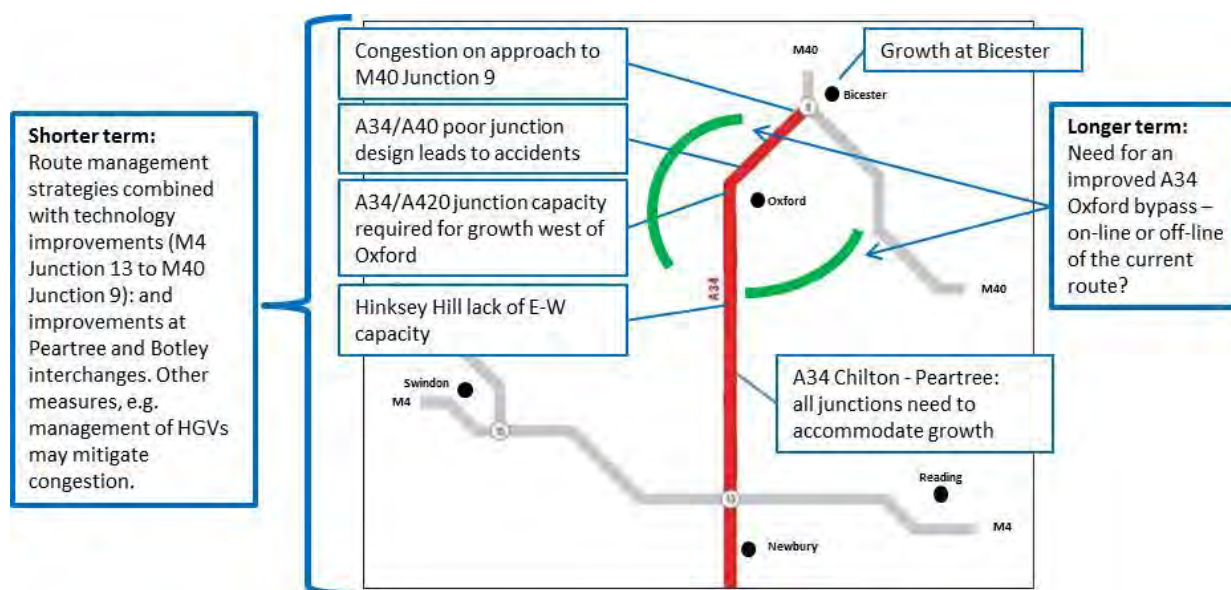 Shorter term:
Route management
strategies combined
with technology
improvements (M4
Junction 13 to M40
Junction 9): and
improvements at
Peartree and Botley
interchanges. Other
measures, e.g.
management of HGVs
may mitigate
congestion.
Congestion on approach to
M40 Junction 9
A34/A40 poor junction
design leads to accidents
A34/A420 junction capacity
required for growth west of
Oxford
Hinksey Hill lack of E-W
capacity
M40
Growth at Bicester
9
Bicester
Oxford
A34
M40
Longer term:
Need for an
improved A34
Oxford bypass –
on-line or off-line
of the current
route?
A34 Chilton - Peartree:
all junctions need to
accommodate growth
Swindon
M4
15
13
Reading
M4
Newbury